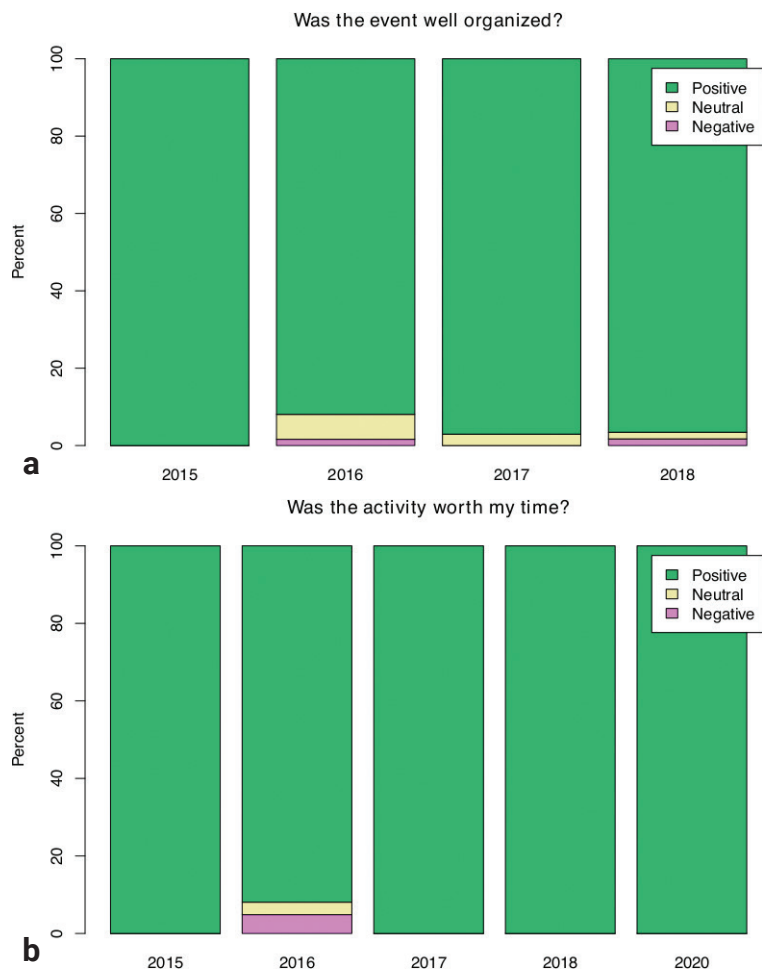 Was the event well organized?
Percent
100
80
60
40
20
0
Positive
Neutral
Negative
2015 2016 2017 2018
a
Was the activity worth my time?
Percent
100
80
60
40
20
0
Positive
Neutral
Negative
2015 2016 2017 2018 2020
b